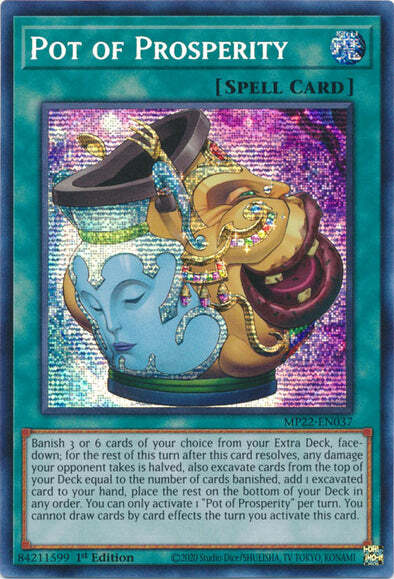 POT OF PROSPERITY
[SPELL CARD]
MP22-EN037
Banish 3 or 6 cards of your choice from your Extra Deck, face-
down; for the rest of this turn after this card resolves, any damage
your opponent takes is halved, also excavate cards from the top of
your Deck equal to the number of cards banished, add 1 excavated
card to your hand, place the rest on the bottom of your Deck in
any order. You can only activate 1 "Pot of Prosperity" per turn. You
cannot draw cards by card effects the turn you activate this card.
84211599 1st Edition
©2020 Studio Dice/SHUEISHA, TV TOKYO, KONAMI